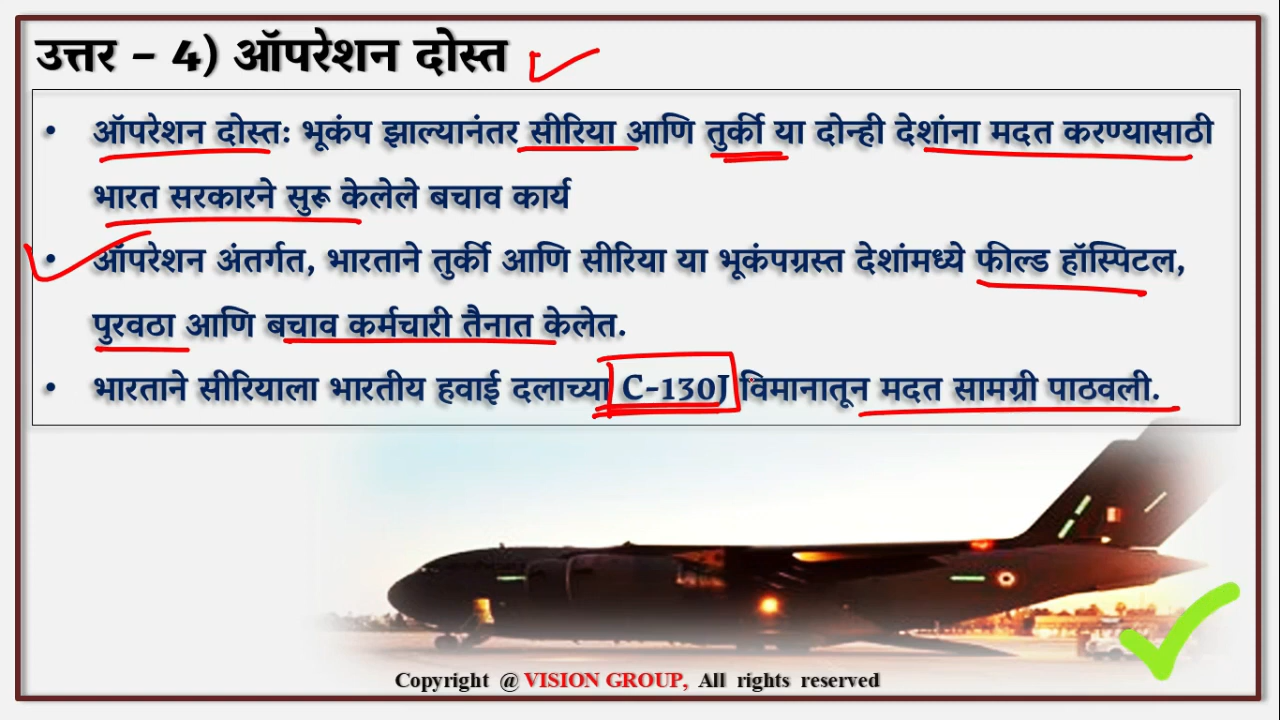 उत्तर – 4) ऑपरेशन दोस्त
• ऑपरेशन दोस्त: भूकंप झाल्यानंतर सीरिया आणि तुर्की या दोन्ही देशांना मदत करण्यासाठी
भारत सरकारने सुरू केलेले बचाव कार्य
• ऑपरेशन अंतर्गत, भारताने तुर्की आणि सीरिया या भूकंपग्रस्त देशांमध्ये फील्ड हॉस्पिटल,
पुरवठा आणि बचाव कर्मचारी तैनात केलेत.
• भारताने सीरियाला भारतीय हवाई दलाच्या C-130J विमानातून मदत सामग्री पाठवली.
Copyright @ VISION GROUP, All rights reserved